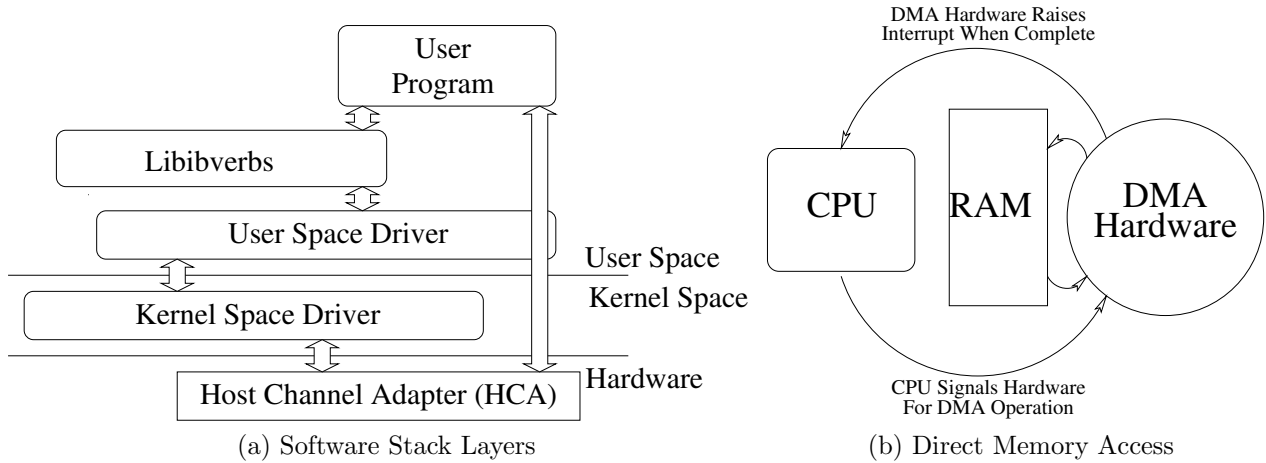 User
Program
Libibverbs
User Space Driver
User Space
Kernel Space
Kernel Space Driver
Hardware
Host Channel Adapter (HCA)
(a) Software Stack Layers
DMA Hardware Raises
Interrupt When Complete
CPU
RAM
DMA
Hardware
CPU Signals Hardware
For DMA Operation
(b) Direct Memory Access